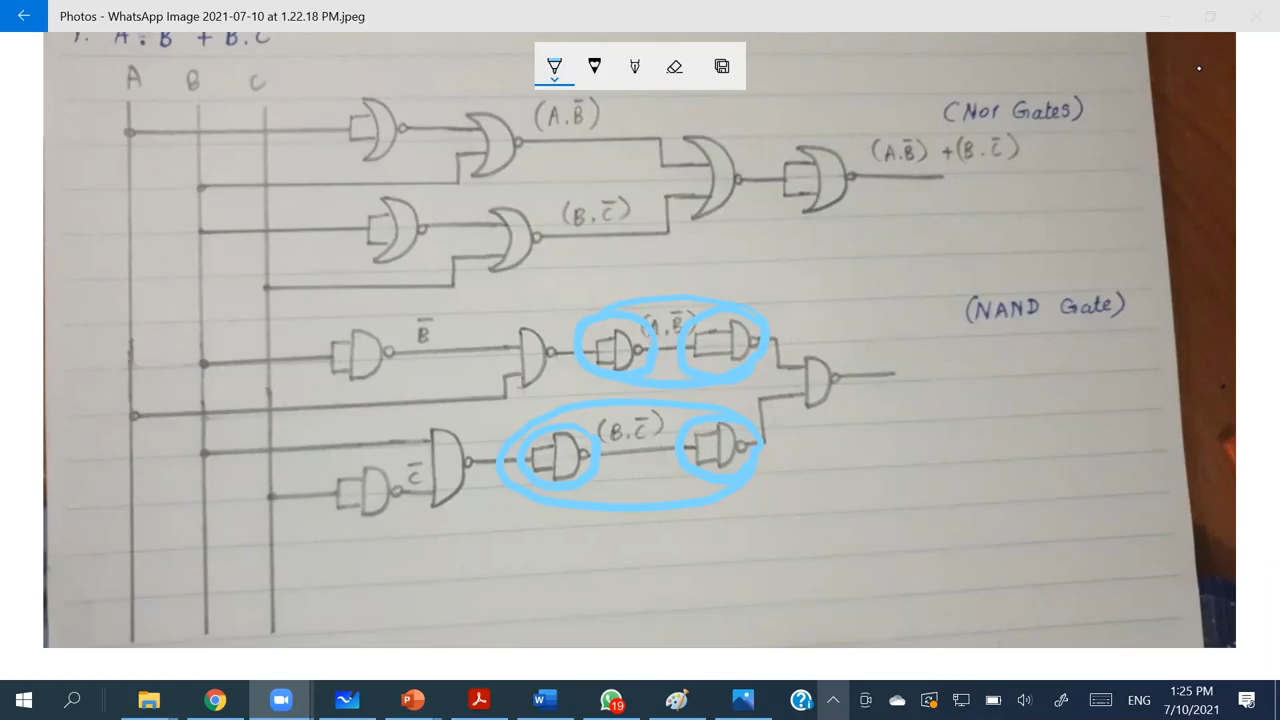 Photos - WhatsApp Image 2021-07-10 at 1.22.18 PM.jpeg
A B C
(A.B̅)
(Nor Gates)
(A.B̅) + (B.C̅)
(B.C̅)
(NAND Gate)
B̅
(A.B̅)
(B.C̅)
C̅
19
ENG
1:25 PM
7/10/2021